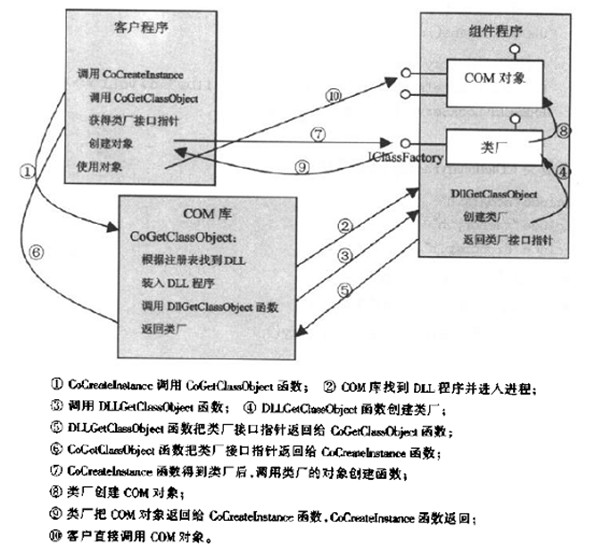 客户程序
调用 CoCreateInstance
调用 CoGetClassObject
获得类厂接口指针
创建对象
使用对象
组件程序
COM 对象
类厂
IClassFactory
DllGetClassObject
创建类厂
返回类厂接口指针
COM 库
CoGetClassObject:
根据注册表找到 DLL
装入 DLL 程序
调用 DllGetClassObject 函数
返回类厂
①
②
③
④
⑤
⑥
⑦
⑧
⑨
⑩
① CoCreateInstance 调用 CoGetClassObject 函数; ② COM 库找到 DLL 程序并进入进程;
③ 调用 DLLGetClassObject 函数; ④ DLLGetClassObject 函数创建类厂;
⑤ DLLGetClassObject 函数把类厂接口指针返回给 CoGetClassObject 函数;
⑥ CoGetClassObject 函数把类厂接口指针返回给 CoCreateInstance 函数;
⑦ CoCreateInstance 函数得到类厂后,调用类厂的对象创建函数;
⑧ 类厂创建 COM 对象;
⑨ 类厂把 COM 对象返回给 CoCreateInstance 函数,CoCreateInstance 函数返回;
⑩ 客户直接调用 COM 对象。